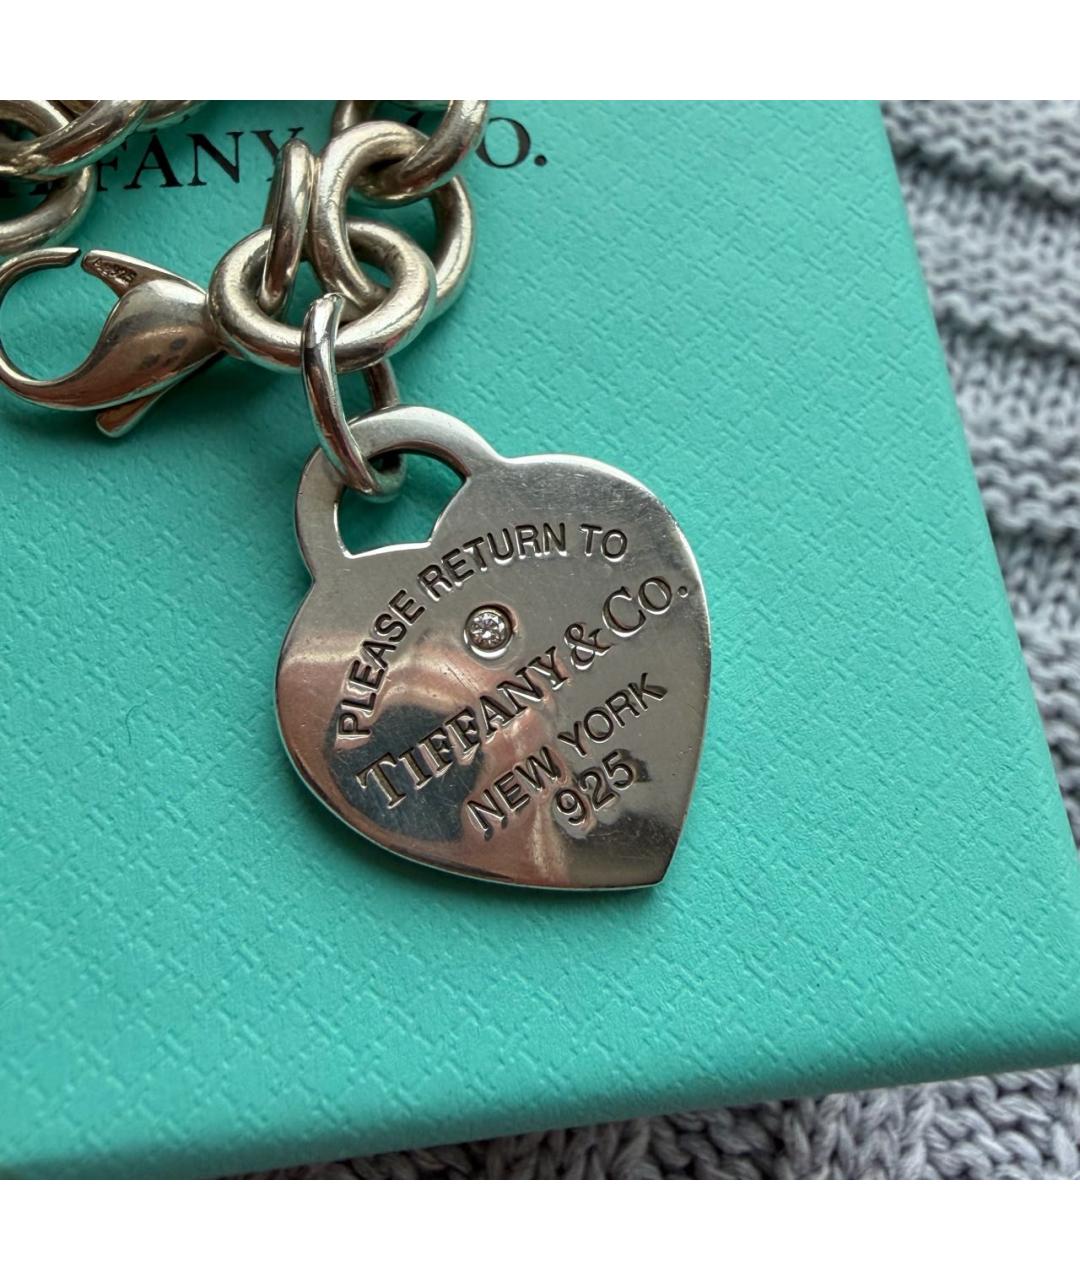 TIFFANY & CO.
PLEASE RETURN TO
TIFFANY & CO.
NEW YORK
925